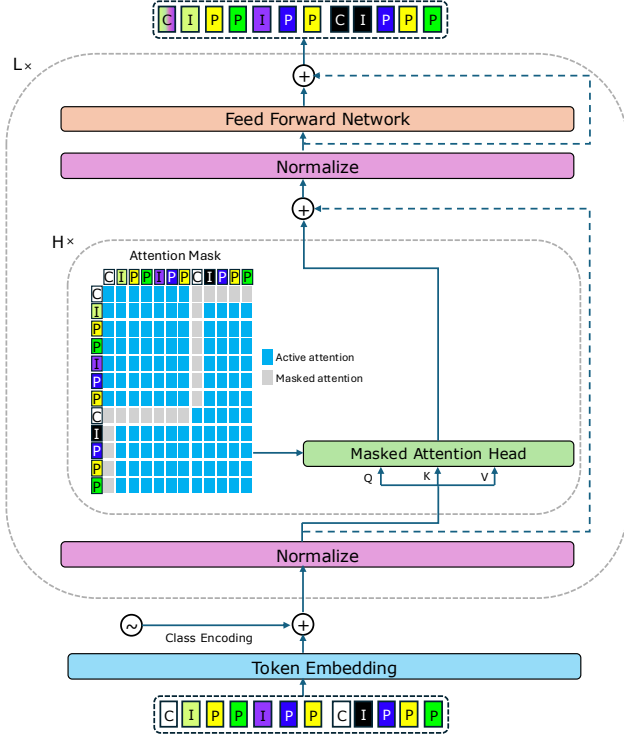 C I P P I P P C I P P P
L×
Feed Forward Network
Normalize
H×
Attention Mask
C I P P I P P C I P P P
C
I
P
P
I
P
P
C
I
P
P
P
Active attention
Masked attention
Masked Attention Head
Q K V
Normalize
~
Class Encoding
Token Embedding
C I P P I P P C I P P P